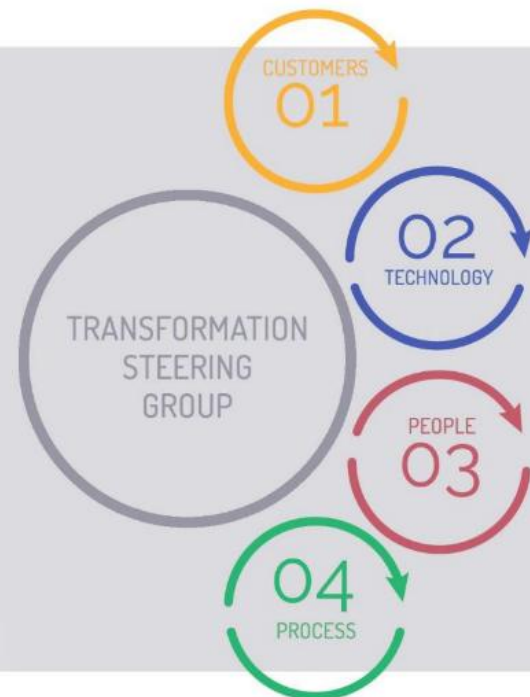 CUSTOMERS
01
02
TECHNOLOGY
TRANSFORMATION
STEERING
GROUP
PEOPLE
03
04
PROCESS